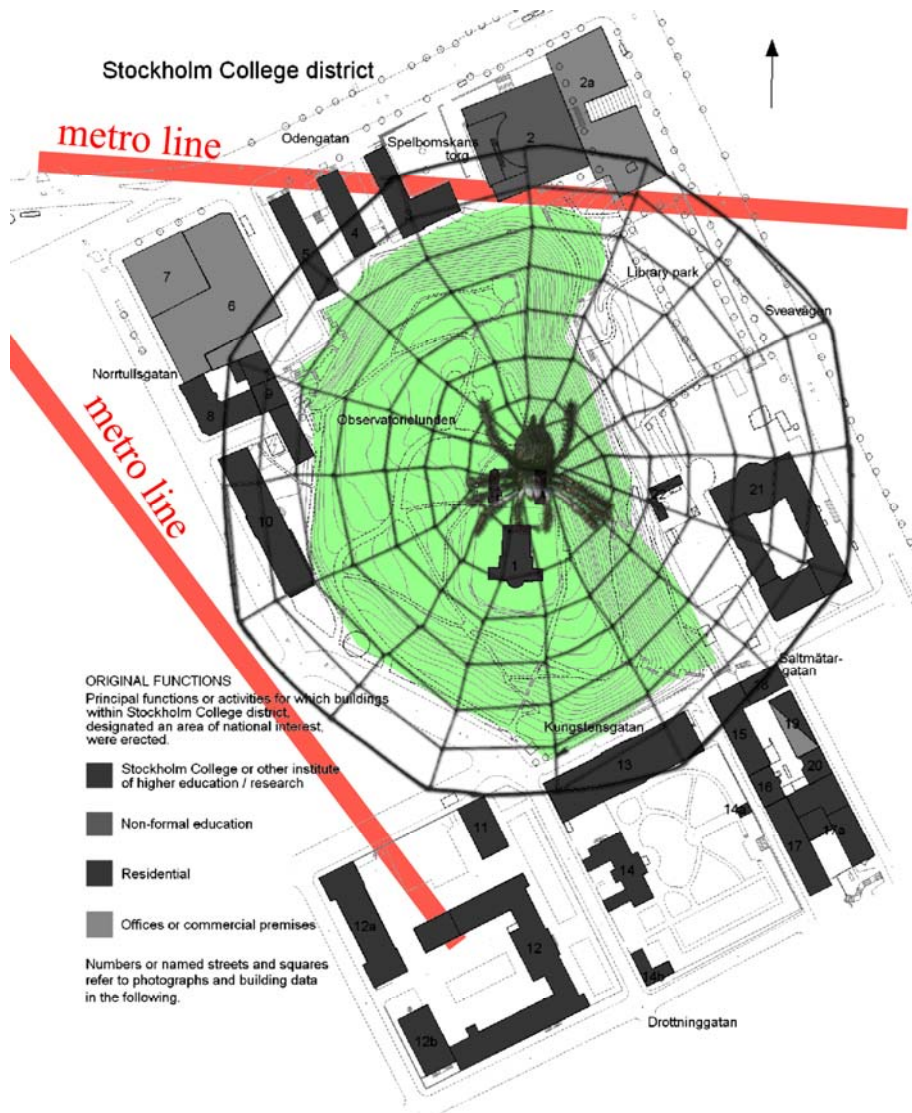 Stockholm College district
2a
metro line
Odengatan
Spelbomskans
torg
2
3
4
5
7
6
Library park
Sveavägen
Norrtullsgatan
8
9
Observatorielunden
10
21
1
metro line
ORIGINAL FUNCTIONS
Principal functions or activities for which buildings
within Stockholm College district,
designated an area of national interest,
were erected.
Stockholm College or other institute
of higher education / research
Non-formal education
Residential
Offices or commercial premises
Numbers or named streets and squares
refer to photographs and building data
in the following.
Saltmätar-
gatan
Kungstensgatan
18
15
19
13
20
16
14a
17a
17
11
14
12a
12
14b
12b
Drottninggatan